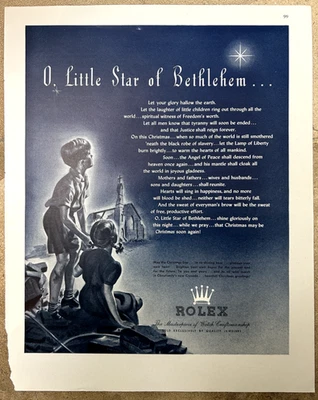 O, Little Star of Bethlehem...
Let your glory hallow the earth.
Let the laughter of little children ring out through all the
world...spiritual witness of Freedom's worth.
Let all men know that tyranny will soon be ended...
and that Justice shall reign forever.
On this Christmas...when so much of the world is still smothered
'neath the black robe of slavery...let the Lamp of Liberty
burn brightly...to warm the hearts of all mankind.
Soon...the Angel of Peace shall descend from
heaven once again...and his mantle shall cloak all
the world in joyous gladness.
Mothers and fathers...wives and husbands...
sons and daughters...shall reunite.
Hearts will sing in happiness, and no more
will blood be shed...neither will tears bitterly fall.
And the sweat of everyman's brow will be the sweat
of free, productive effort.
O, Little Star of Bethlehem...shine gloriously on
this night...while we pray...that Christmas may be
Christmas soon again!
ROLEX
The Masterpiece of Watch Craftsmanship